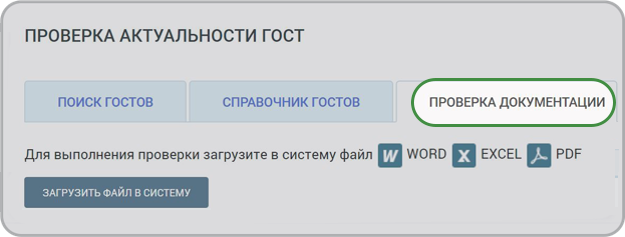 ПРОВЕРКА АКТУАЛЬНОСТИ ГОСТ
ПОИСК ГОСТОВ СПРАВОЧНИК ГОСТОВ ПРОВЕРКА ДОКУМЕНТАЦИИ
Для выполнения проверки загрузите в систему файл W WORD X EXCEL PDF
ЗАГРУЗИТЬ ФАЙЛ В СИСТЕМУ